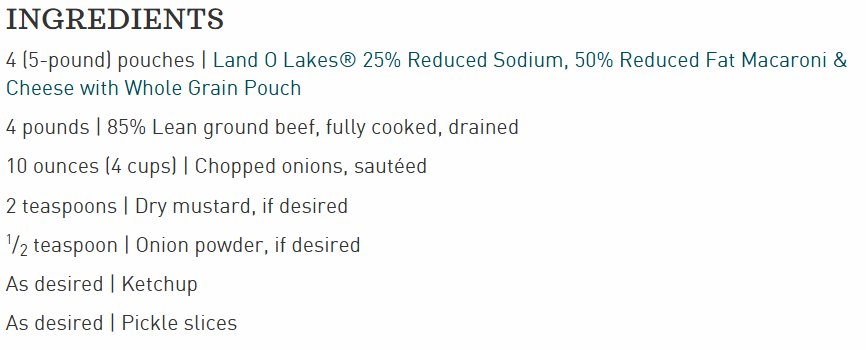 INGREDIENTS
4 (5-pound) pouches | Land O Lakes® 25% Reduced Sodium, 50% Reduced Fat Macaroni &
Cheese with Whole Grain Pouch
4 pounds | 85% Lean ground beef, fully cooked, drained
10 ounces (4 cups) | Chopped onions, sautéed
2 teaspoons | Dry mustard, if desired
1/2 teaspoon | Onion powder, if desired
As desired | Ketchup
As desired | Pickle slices